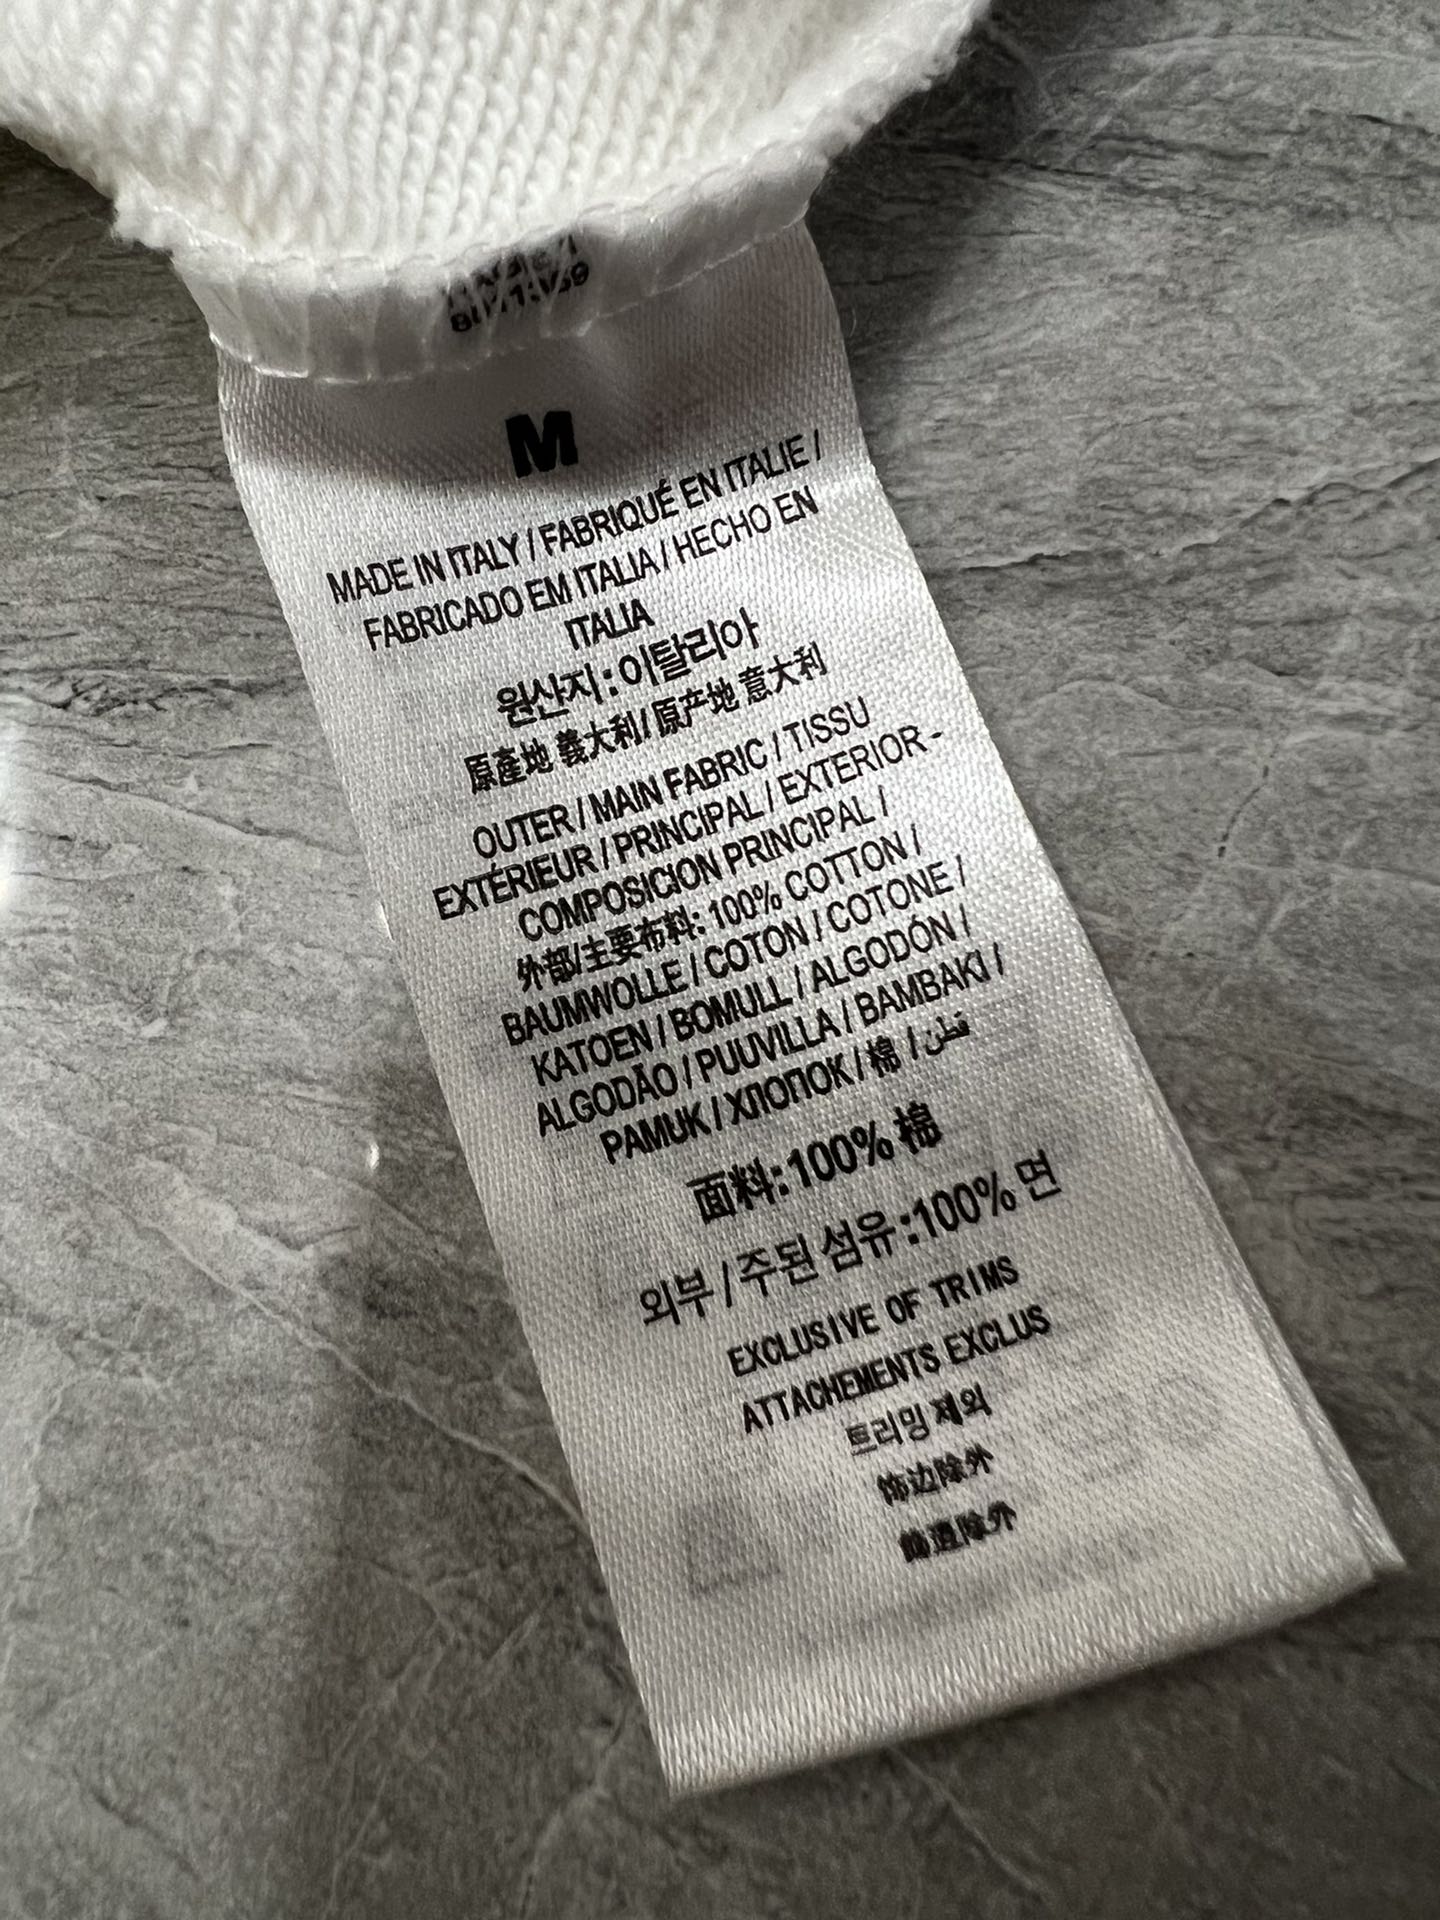 M
MADE IN ITALY / FABRIQUÉ EN ITALIE /
FABRICADO EM ITALIA / HECHO EN
ITALIA
원산지 : 이탈리아
原產地 義大利 / 原产地 意大利
OUTER / MAIN FABRIC / TISSU
EXTÉRIEUR / PRINCIPAL / EXTERIOR -
COMPOSICION PRINCIPAL /
外部/主要布料: 100% COTTON /
BAUMWOLLE / COTON / COTONE /
KATOEN / BOMULL / ALGODÓN /
ALGODÃO / PUUVILLA / BAMBAKI /
PAMUK / ХЛОПОК / 棉 / قطن
面料: 100% 棉
외부 / 주된 섬유 :100% 면
EXCLUSIVE OF TRIMS
ATTACHEMENTS EXCLUS
트리밍 제외
饰边除外
飾邊除外